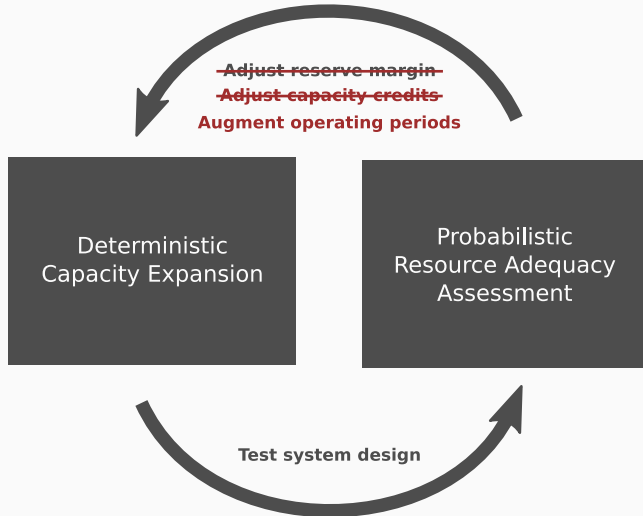 Adjust reserve margin
Adjust capacity credits
Augment operating periods
Deterministic
Capacity Expansion
Probabilistic
Resource Adequacy
Assessment
Test system design